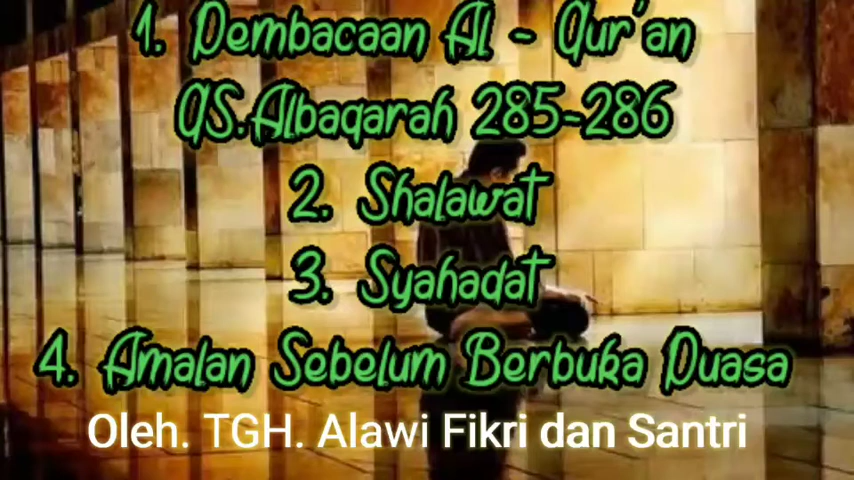 1. Pembacaan Al - Qur'an
QS.Albaqarah 285-286
2. Shalawat
3. Syahadat
4. Amalan Sebelum Berbuka Puasa
Oleh. TGH. Alawi Fikri dan Santri